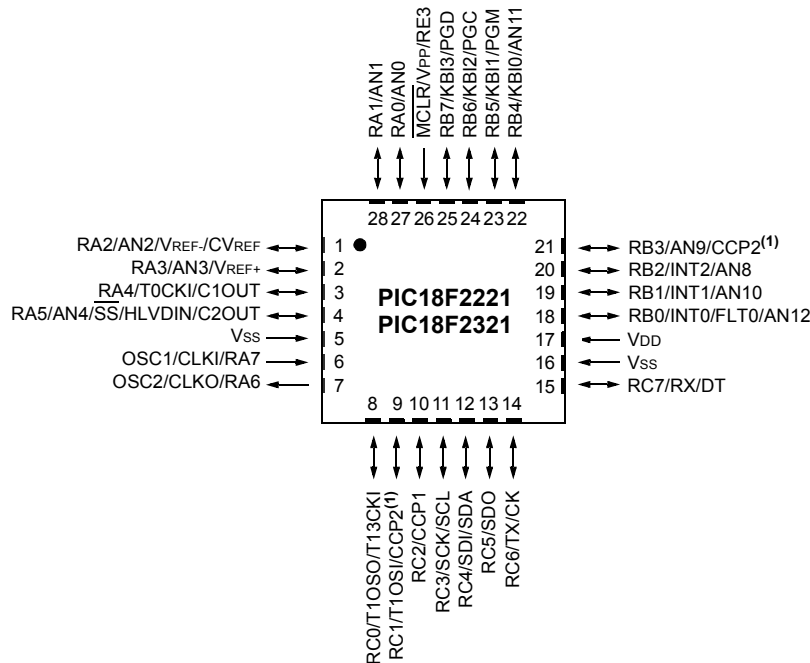 RA1/AN1
RA0/AN0
MCLR/VPP/RE3
RB7/KBI3/PGD
RB6/KBI2/PGC
RB5/KBI1/PGM
RB4/KBI0/AN11
28 27 26 25 24 23 22
RA2/AN2/VREF-/CVREF 1
RA3/AN3/VREF+ 2
RA4/T0CKI/C1OUT 3
RA5/AN4/SS/HLVDIN/C2OUT 4
VSS 5
OSC1/CLKI/RA7 6
OSC2/CLKO/RA6 7
PIC18F2221
PIC18F2321
21 RB3/AN9/CCP2(1)
20 RB2/INT2/AN8
19 RB1/INT1/AN10
18 RB0/INT0/FLT0/AN12
17 VDD
16 VSS
15 RC7/RX/DT
8 9 10 11 12 13 14
RC0/T1OSO/T13CKI
RC1/T1OSI/CCP2(1)
RC2/CCP1
RC3/SCK/SCL
RC4/SDI/SDA
RC5/SDO
RC6/TX/CK